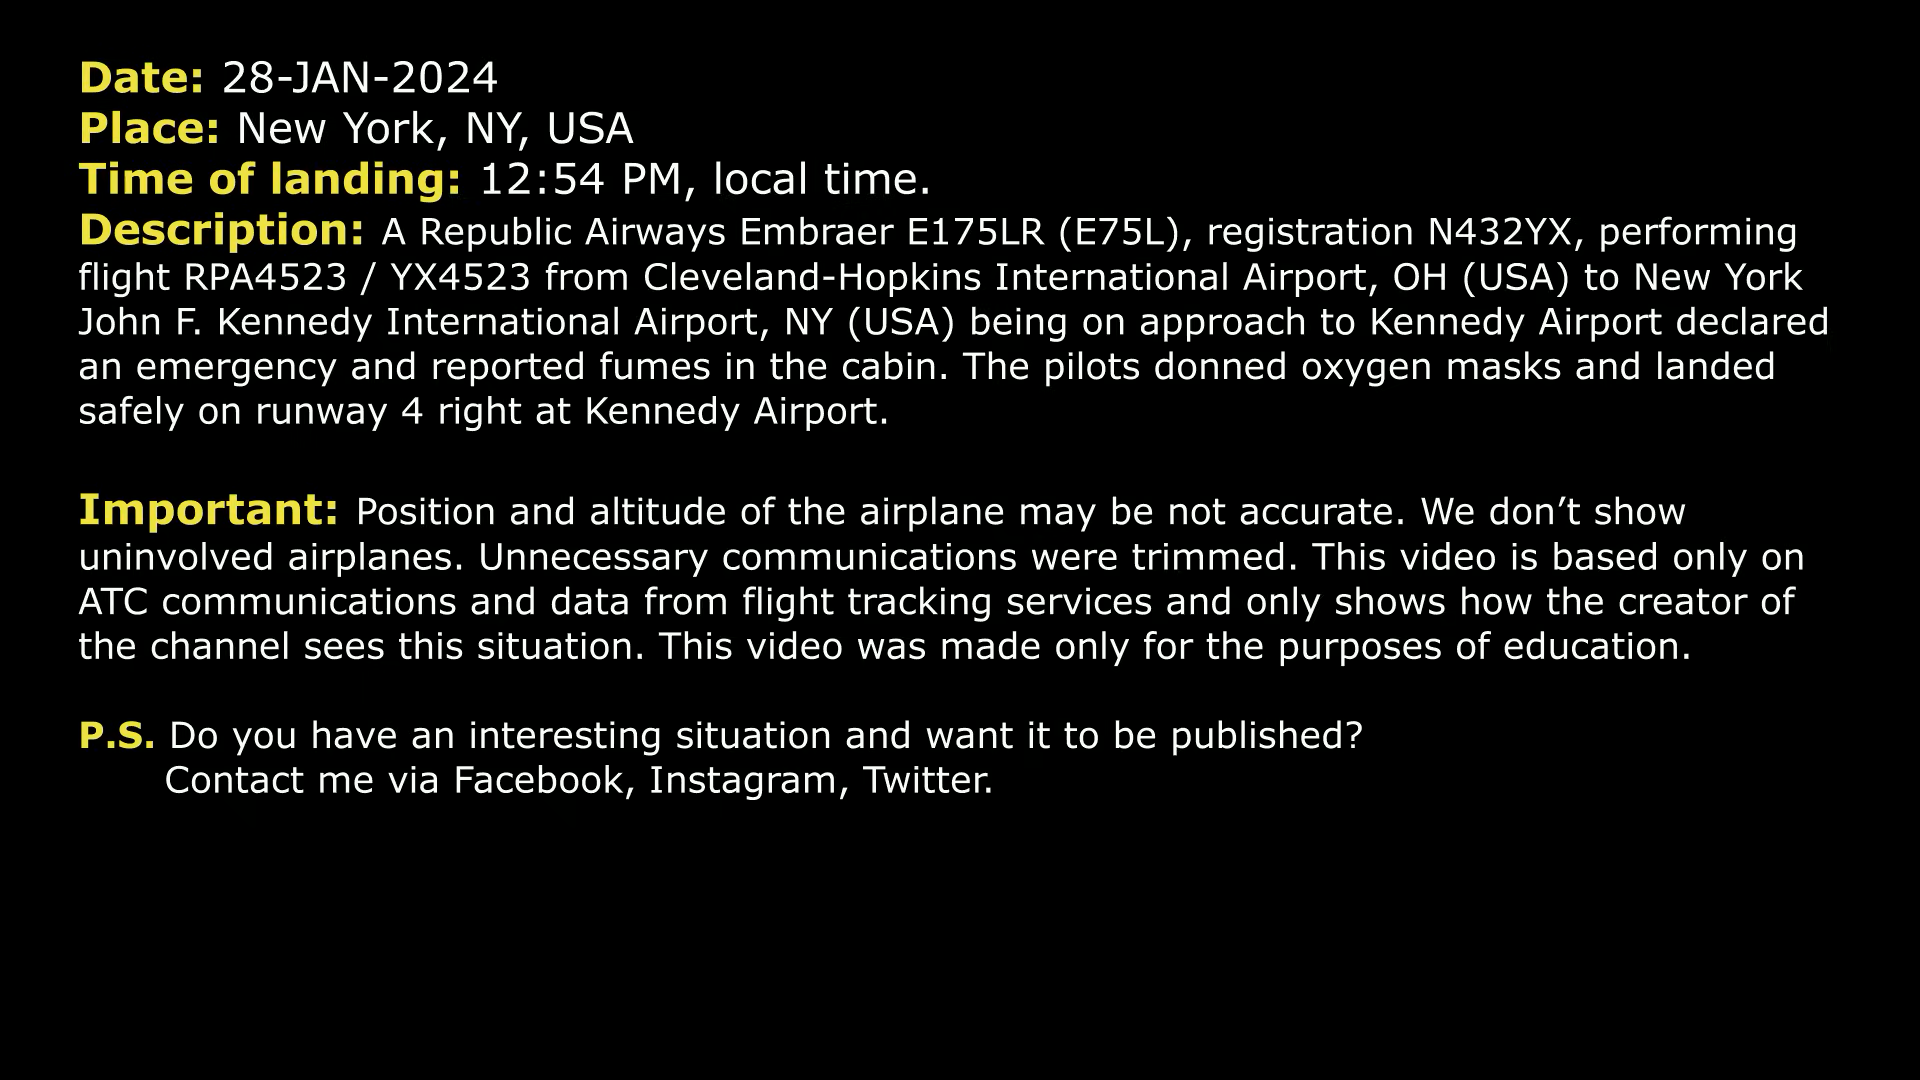 Date: 28-JAN-2024
Place: New York, NY, USA
Time of landing: 12:54 PM, local time.
Description: A Republic Airways Embraer E175LR (E75L), registration N432YX, performing
flight RPA4523 / YX4523 from Cleveland-Hopkins International Airport, OH (USA) to New York
John F. Kennedy International Airport, NY (USA) being on approach to Kennedy Airport declared
an emergency and reported fumes in the cabin. The pilots donned oxygen masks and landed
safely on runway 4 right at Kennedy Airport.
Important: Position and altitude of the airplane may be not accurate. We don’t show
uninvolved airplanes. Unnecessary communications were trimmed. This video is based only on
ATC communications and data from flight tracking services and only shows how the creator of
the channel sees this situation. This video was made only for the purposes of education.
P.S. Do you have an interesting situation and want it to be published?
Contact me via Facebook, Instagram, Twitter.